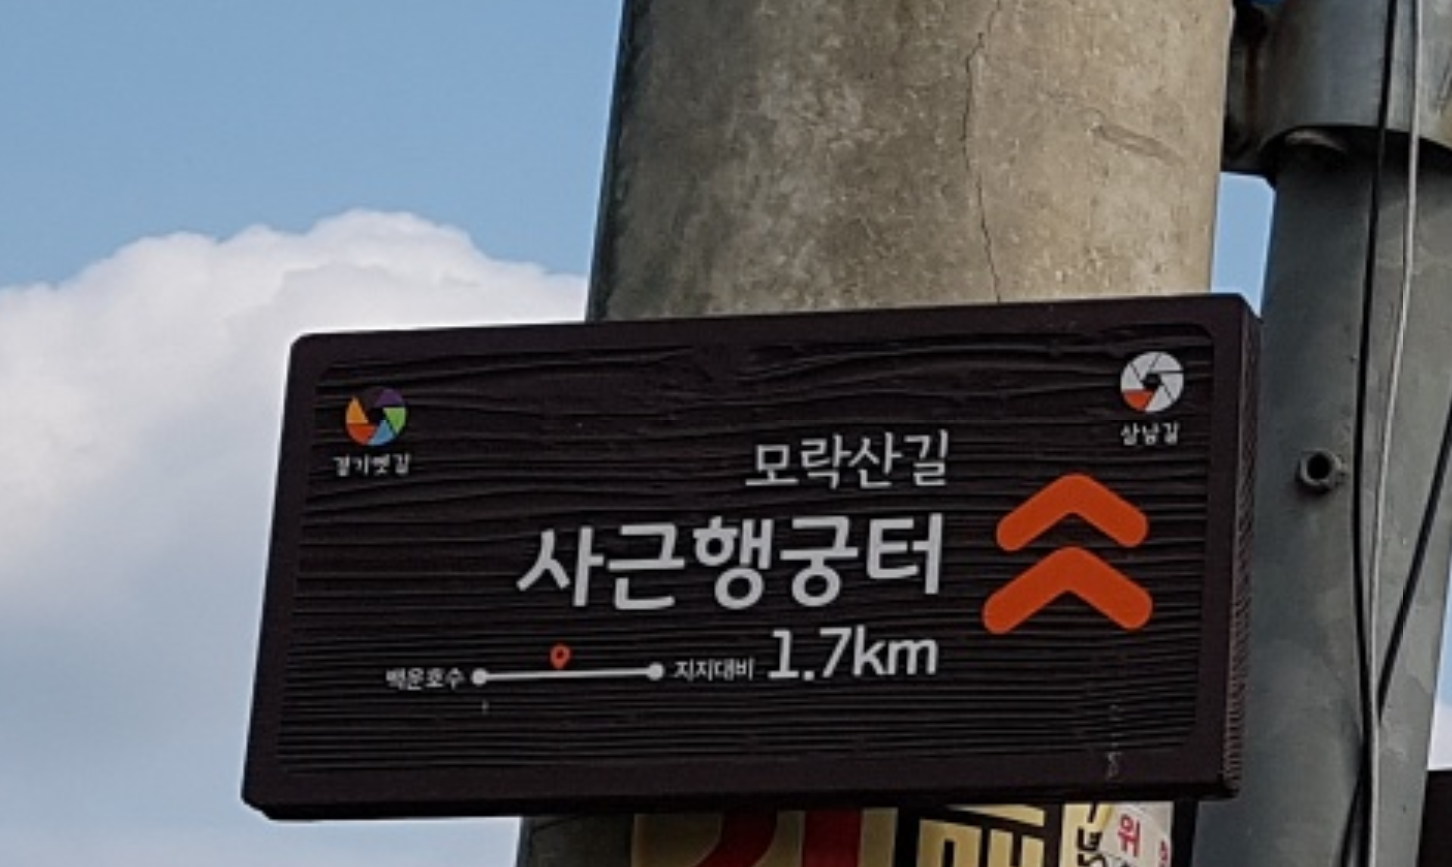 경기옛길
삼남길
모락산길
사근행궁터
백운호수 지지대비 1.7km
위